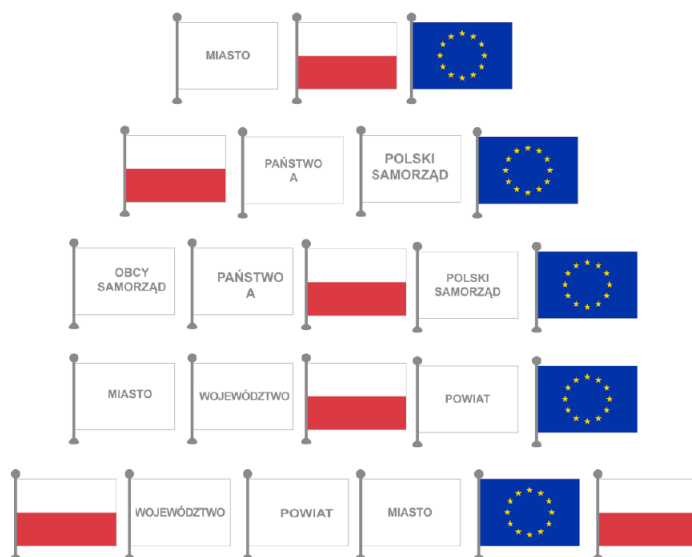 MIASTO
PAŃSTWO
A
POLSKI
SAMORZĄD
OBCY
SAMORZĄD
PAŃSTWO
A
POLSKI
SAMORZĄD
MIASTO
WOJEWÓDZTWO
POWIAT
WOJEWÓDZTWO
POWIAT
MIASTO